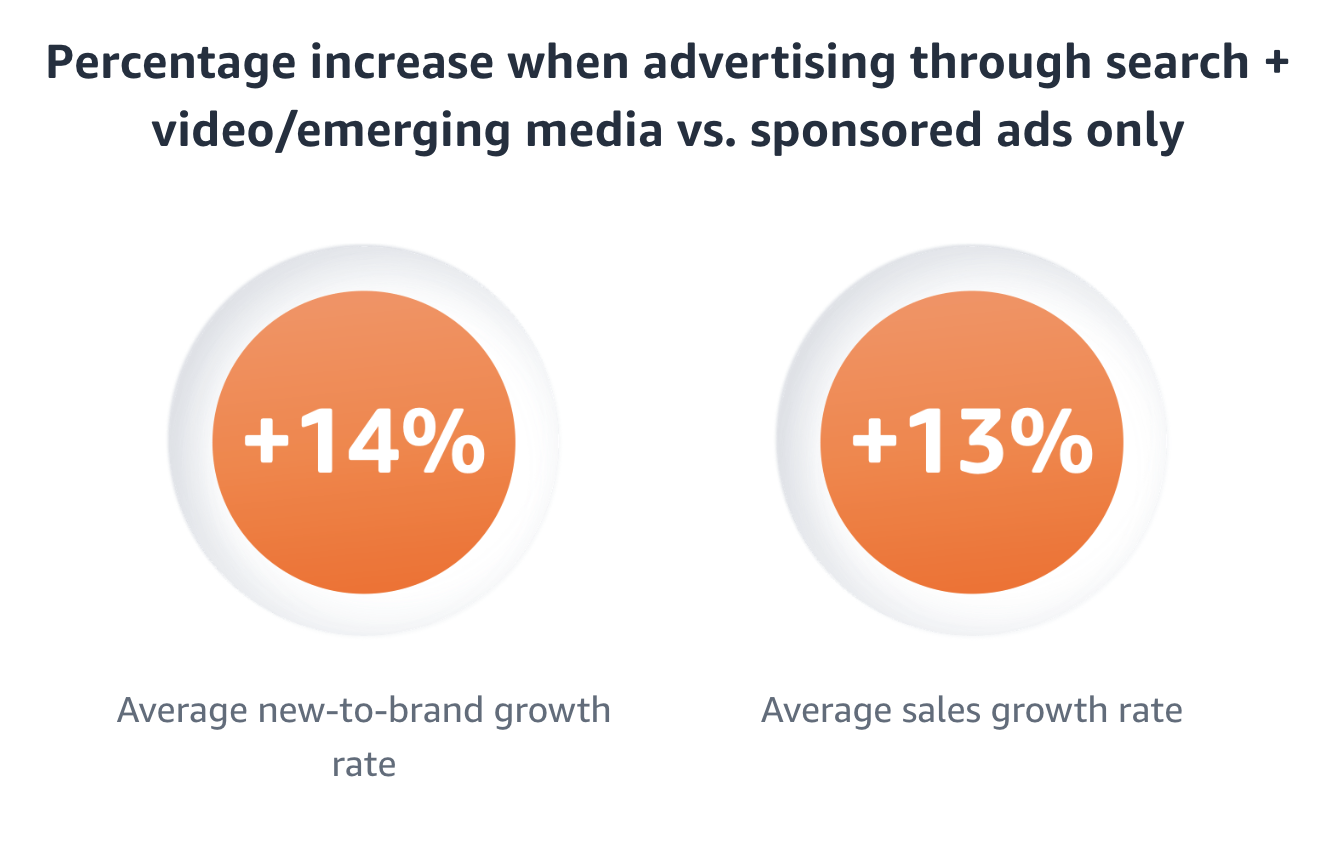 Percentage increase when advertising through search +
video/emerging media vs. sponsored ads only
+14%
+13%
Average new-to-brand growth
rate
Average sales growth rate